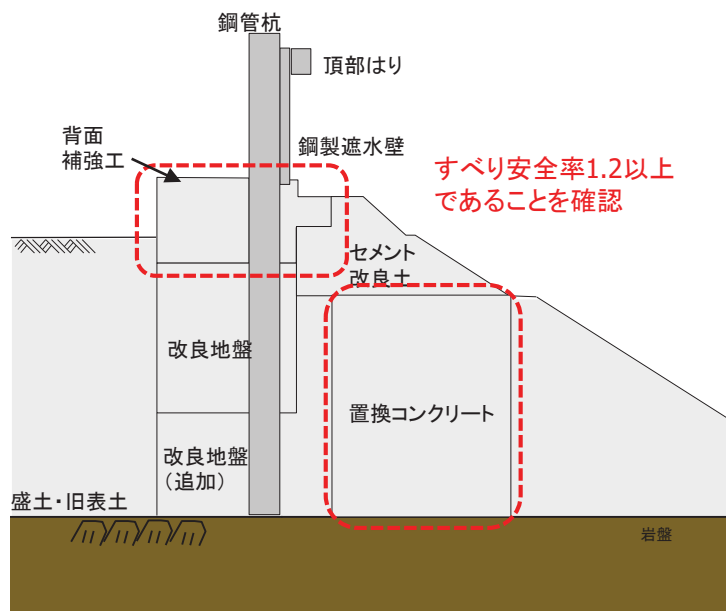 鋼管杭
頂部はり
背面
補強工
鋼製遮水壁
すべり安全率1.2以上
であることを確認
セメント
改良土
改良地盤
置換コンクリート
改良地盤
（追加）
盛土・旧表土
岩盤